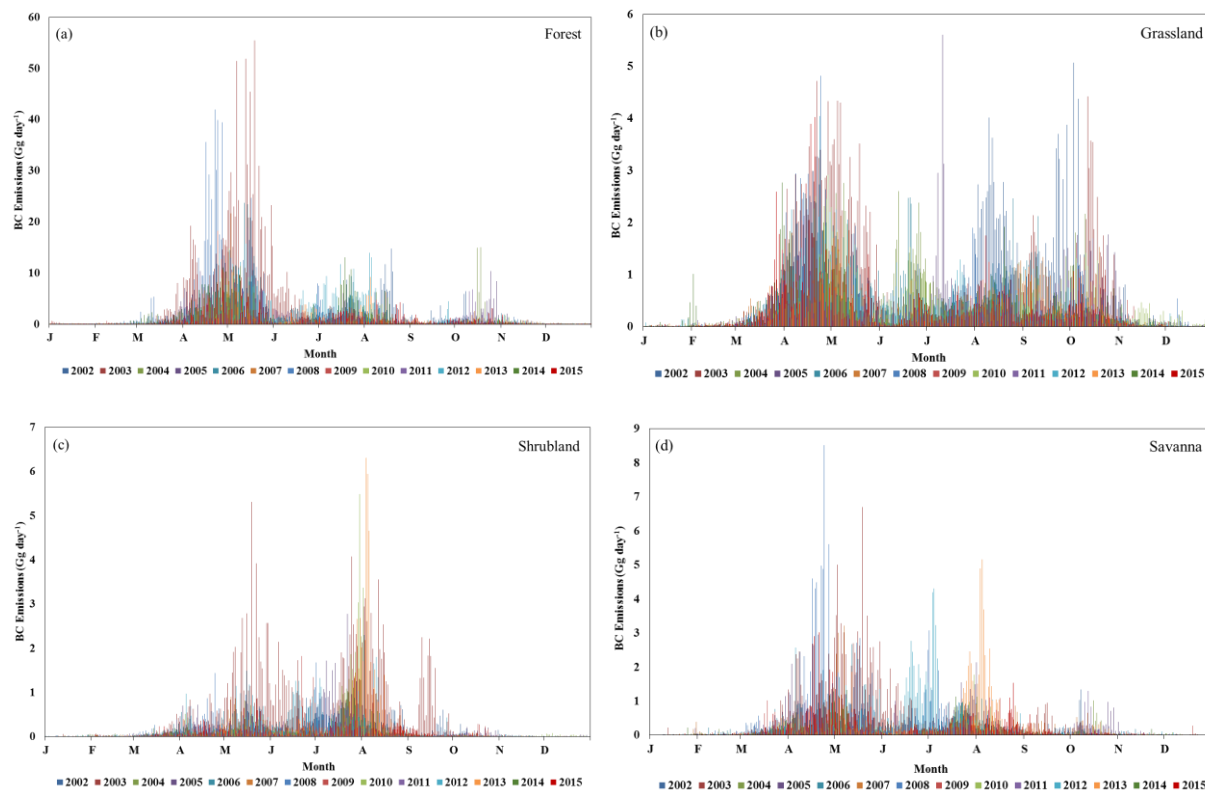 (a) Forest
60
50
40
30
20
10
0
BC Emissions (Gg day⁻¹)
J F M A M J J A S O N D
Month
2002 2003 2004 2005 2006 2007 2008 2009 2010 2011 2012 2013 2014 2015
(b) Grassland
6
5
4
3
2
1
0
BC Emissions (Gg day⁻¹)
J F M A M J J A S O N D
Month
2002 2003 2004 2005 2006 2007 2008 2009 2010 2011 2012 2013 2014 2015
(c) Shrubland
7
6
5
4
3
2
1
0
BC Emissions (Gg day⁻¹)
J F M A M J J A S O N D
Month
2002 2003 2004 2005 2006 2007 2008 2009 2010 2011 2012 2013 2014 2015
(d) Savanna
9
8
7
6
5
4
3
2
1
0
BC Emissions (Gg day⁻¹)
J F M A M J J A S O N D
Month
2002 2003 2004 2005 2006 2007 2008 2009 2010 2011 2012 2013 2014 2015